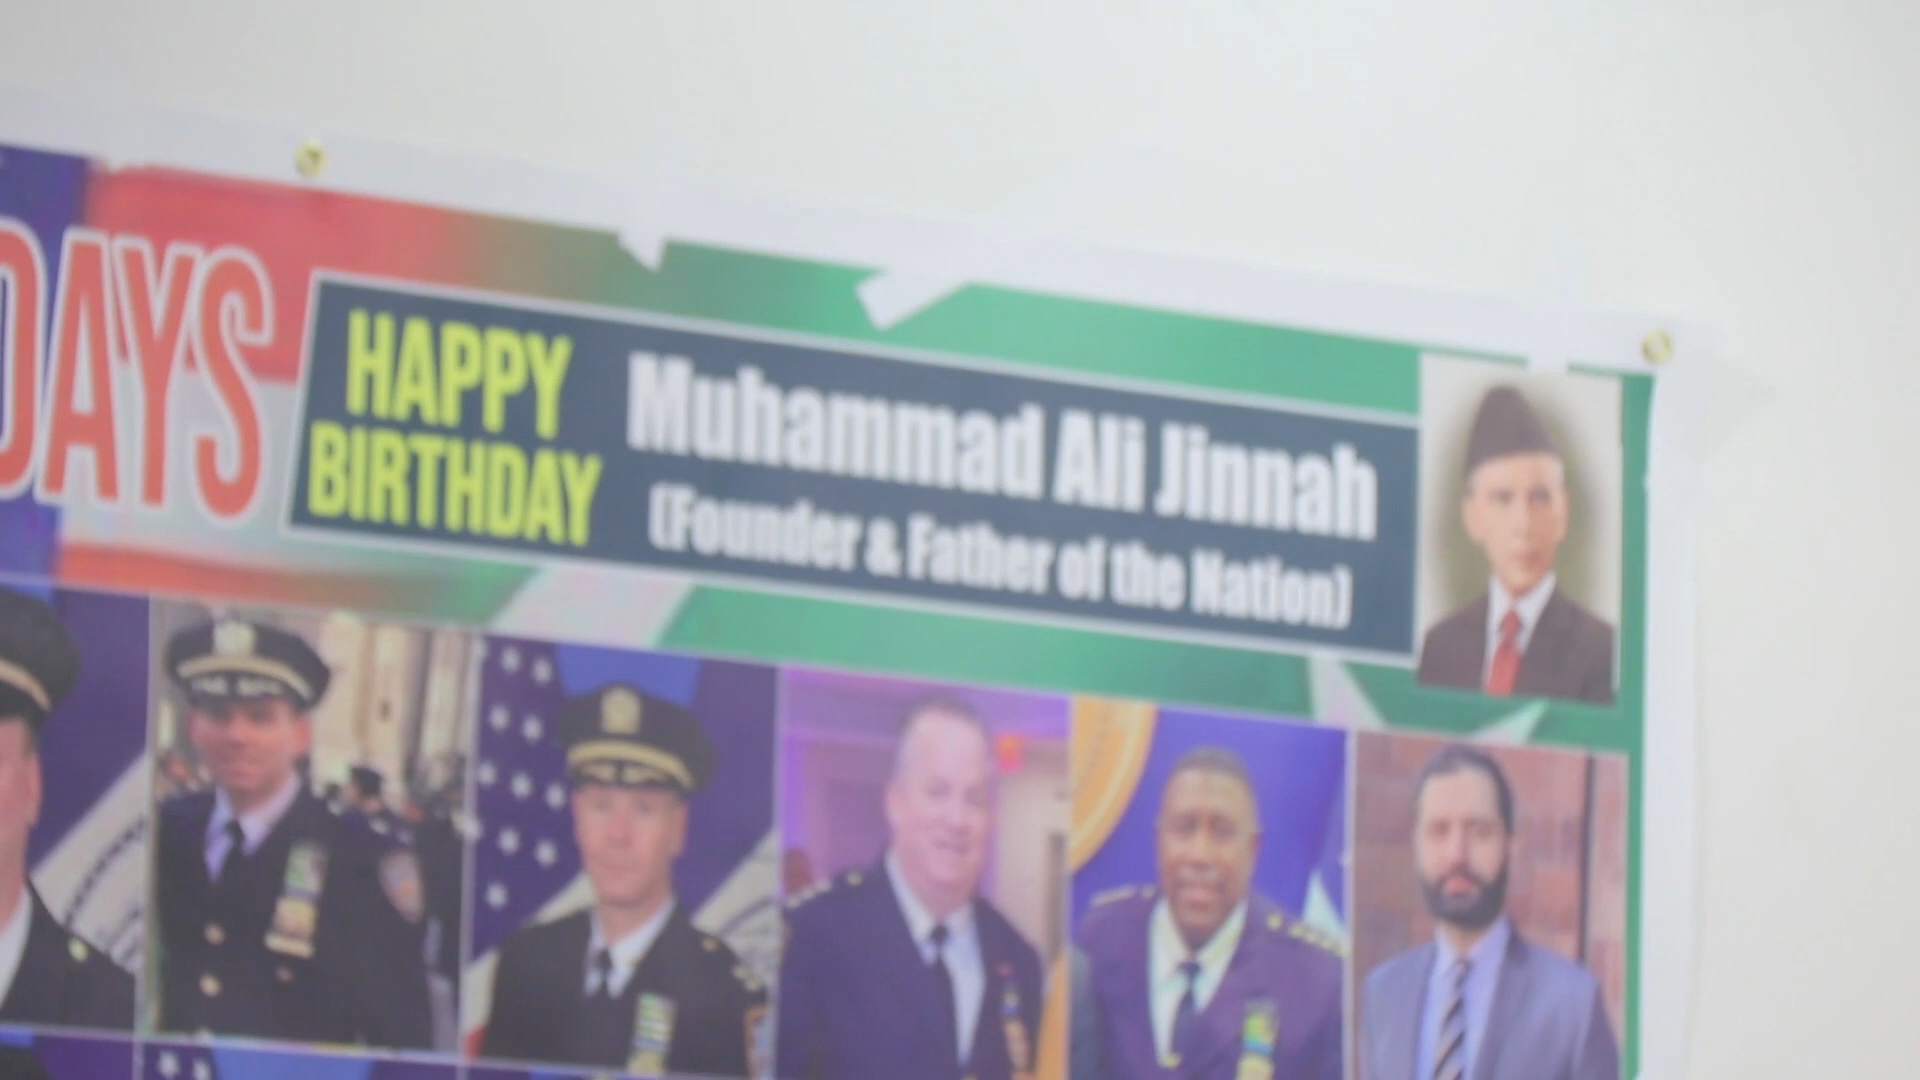 DAYS
HAPPY
BIRTHDAY
Muhammad Ali Jinnah
(Founder & Father of the Nation)